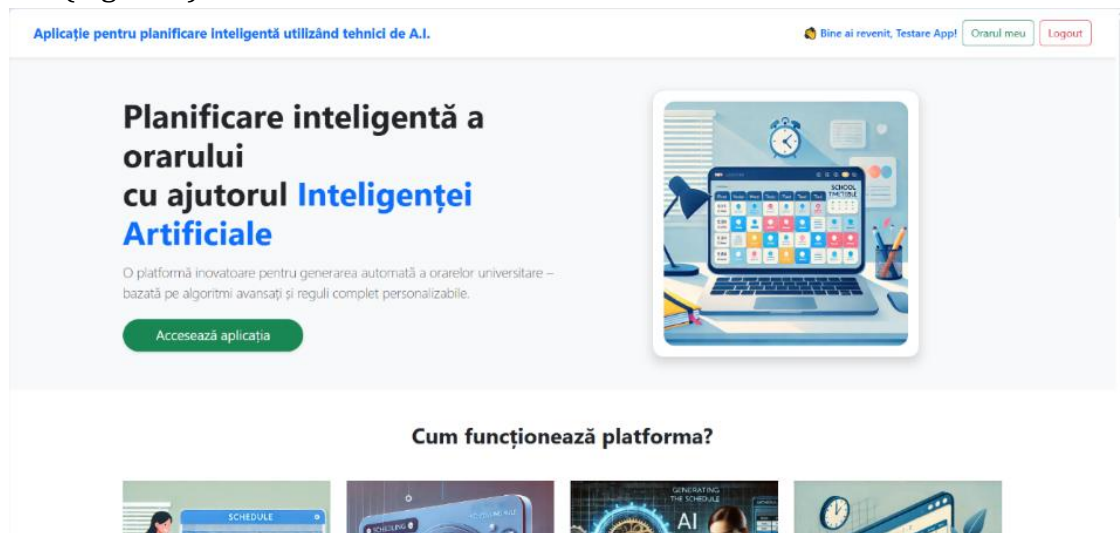 Aplicație pentru planificare inteligentă utilizând tehnici de A.I.
Bine ai revenit, Testare App! Orarul meu Logout
Planificare inteligentă a
orarului
cu ajutorul Inteligenței
Artificiale
O platformă inovatoare pentru generarea automată a orarelor universitare –
bazată pe algoritmi avansați și reguli complet personalizabile.
Accesează aplicația
SCHOOL
TIMETABLE
Cum funcționează platforma?
SCHEDULE
SCHEDULING
GENERATING
THE SCHEDULE
AI